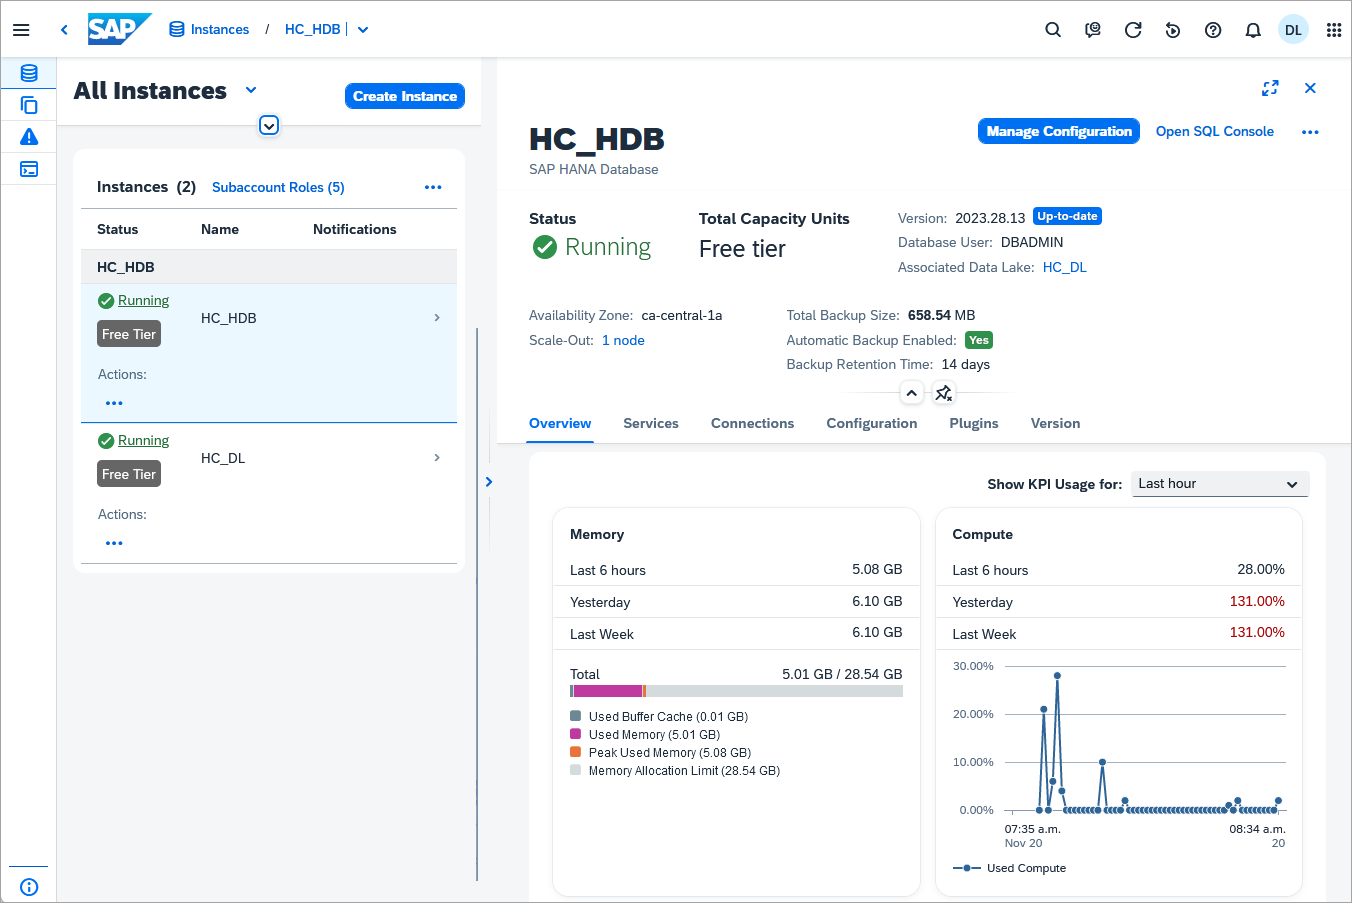 SAP Instances / HC_HDB
DL
All Instances
Create Instance
Instances (2) Subaccount Roles (5)
Status Name Notifications
HC_HDB
Running
HC_HDB
Free Tier
Actions:
Running
HC_DL
Free Tier
Actions:
HC_HDB
SAP HANA Database
Manage Configuration Open SQL Console
Status
Running
Total Capacity Units
Free tier
Version: 2023.28.13 Up-to-date
Database User: DBADMIN
Associated Data Lake: HC_DL
Availability Zone: ca-central-1a
Scale-Out: 1 node
Total Backup Size: 658.54 MB
Automatic Backup Enabled: Yes
Backup Retention Time: 14 days
Overview Services Connections Configuration Plugins Version
Show KPI Usage for: Last hour
Memory
Last 6 hours 5.08 GB
Yesterday 6.10 GB
Last Week 6.10 GB
Total 5.01 GB / 28.54 GB
Used Buffer Cache (0.01 GB)
Used Memory (5.01 GB)
Peak Used Memory (5.08 GB)
Memory Allocation Limit (28.54 GB)
Compute
Last 6 hours 28.00%
Yesterday 131.00%
Last Week 131.00%
30.00%
20.00%
10.00%
0.00%
07:35 a.m. 08:34 a.m.
Nov 20 20
Used Compute